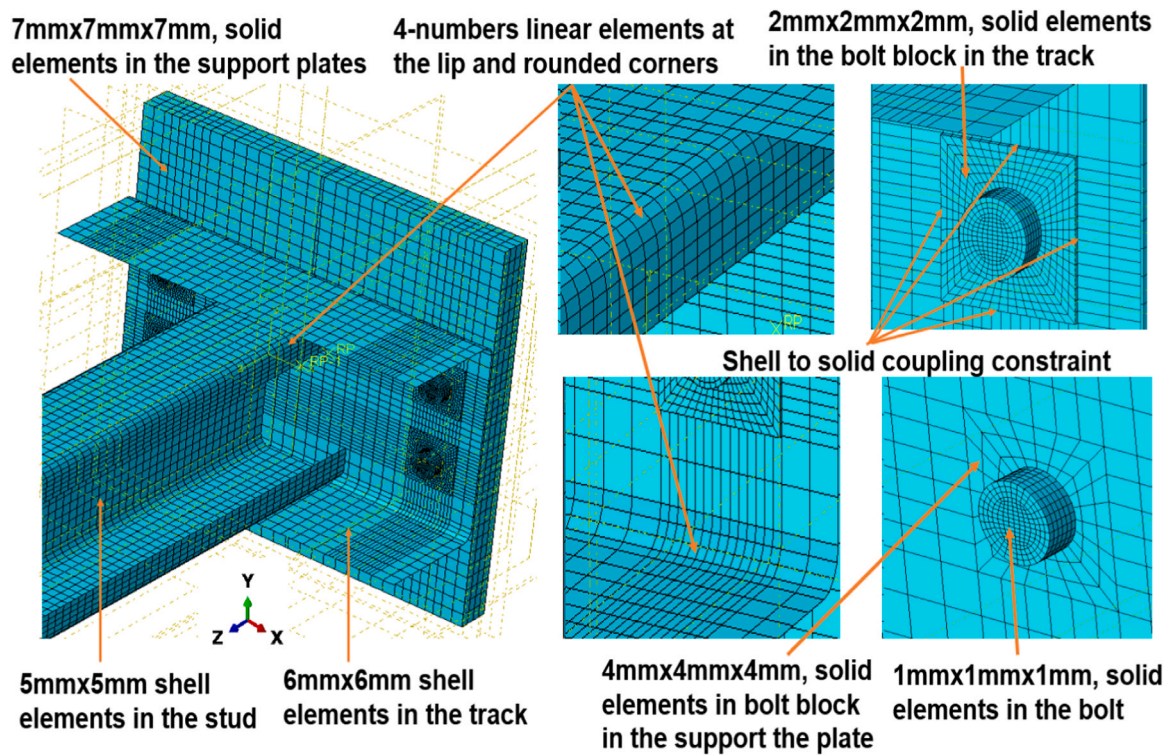 7mmx7mmx7mm, solid
elements in the support plates
4-numbers linear elements at
the lip and rounded corners
2mmx2mmx2mm, solid elements
in the bolt block in the track
RP
RP
X RP
Shell to solid coupling constraint
Y
Z
X
5mmx5mm shell
elements in the stud
6mmx6mm shell
elements in the track
4mmx4mmx4mm, solid
elements in bolt block
in the support the plate
1mmx1mmx1mm, solid
elements in the bolt